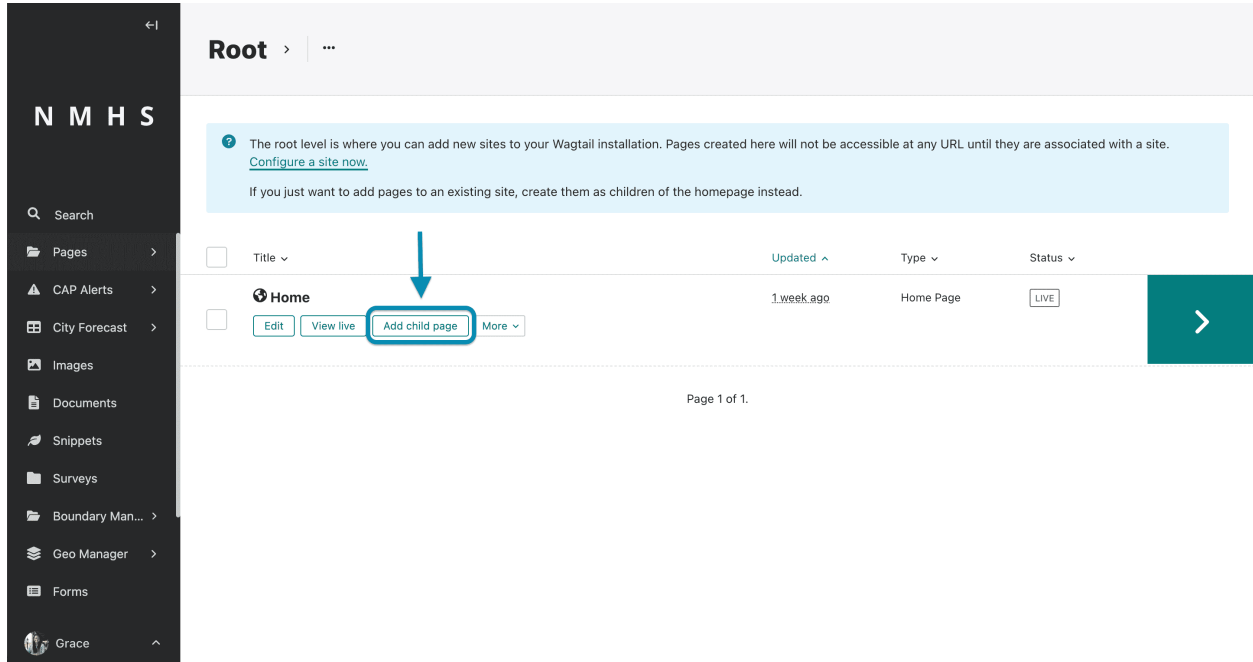 NMHS
Search
Pages
CAP Alerts
City Forecast
Images
Documents
Snippets
Surveys
Boundary Man...
Geo Manager
Forms
Grace
Root
The root level is where you can add new sites to your Wagtail installation. Pages created here will not be accessible at any URL until they are associated with a site.
Configure a site now.
If you just want to add pages to an existing site, create them as children of the homepage instead.
Title Updated Type Status
Home 1 week ago Home Page LIVE
Edit View live Add child page More
Page 1 of 1.